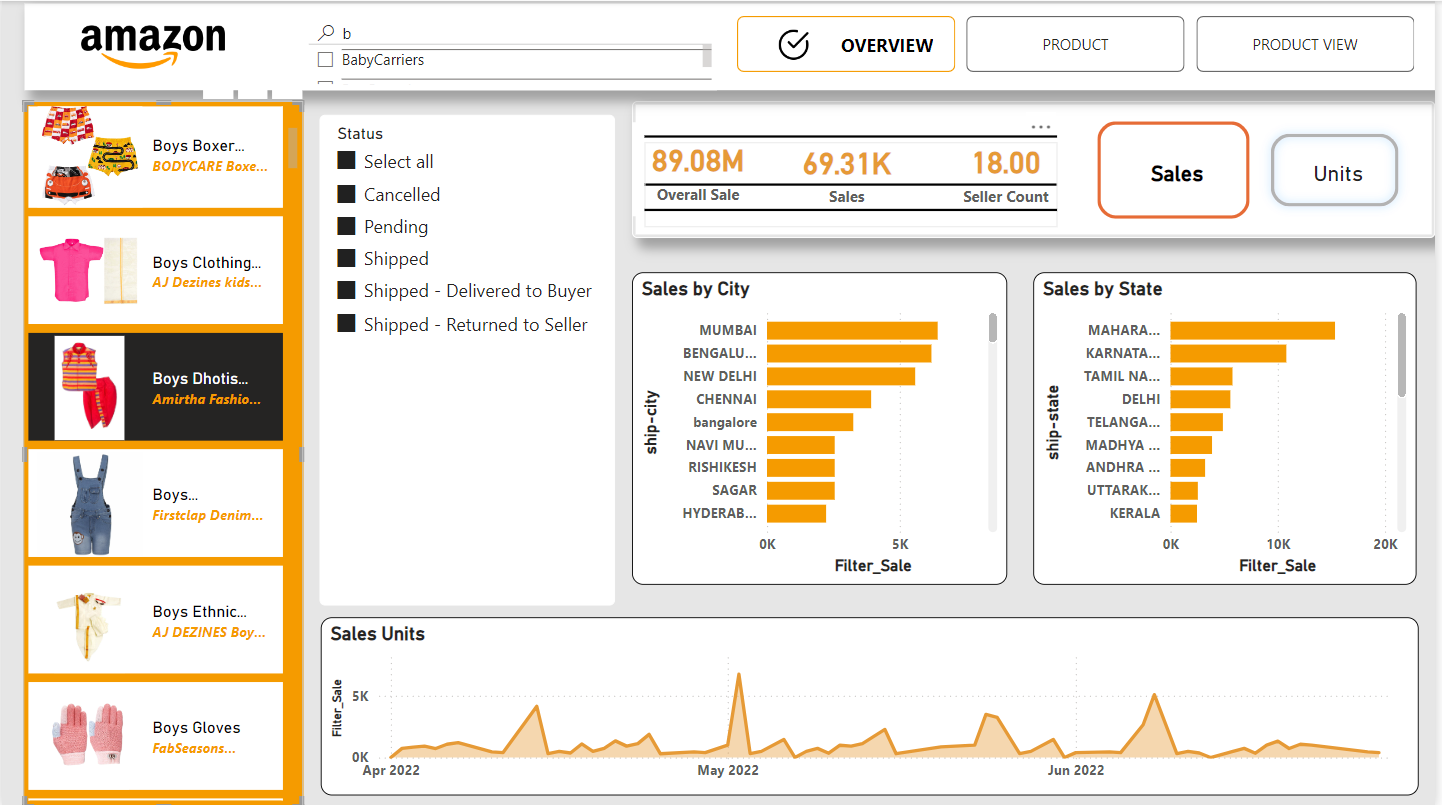 amazon
b
BabyCarriers
OVERVIEW
PRODUCT
PRODUCT VIEW
Boys Boxer...
BODYCARE Boxe...
Boys Clothing...
AJ Dezines kids...
Boys Dhotis...
Amirtha Fashio...
Boys...
Firstclap Denim...
Boys Ethnic...
AJ DEZINES Boy...
Boys Gloves
FabSeasons...
Status
Select all
Cancelled
Pending
Shipped
Shipped - Delivered to Buyer
Shipped - Returned to Seller
...
89.08M 69.31K 18.00
Overall Sale Sales Seller Count
Sales
Units
Sales by City
ship-city
MUMBAI
BENGALU...
NEW DELHI
CHENNAI
bangalore
NAVI MU...
RISHIKESH
SAGAR
HYDERAB...
0K 5K
Filter_Sale
Sales by State
ship-state
MAHARA...
KARNATA...
TAMIL NA...
DELHI
TELANGA...
MADHYA ...
ANDHRA ...
UTTARAK...
KERALA
0K 10K 20K
Filter_Sale
Sales Units
Filter_Sale
5K
0K
Apr 2022 May 2022 Jun 2022